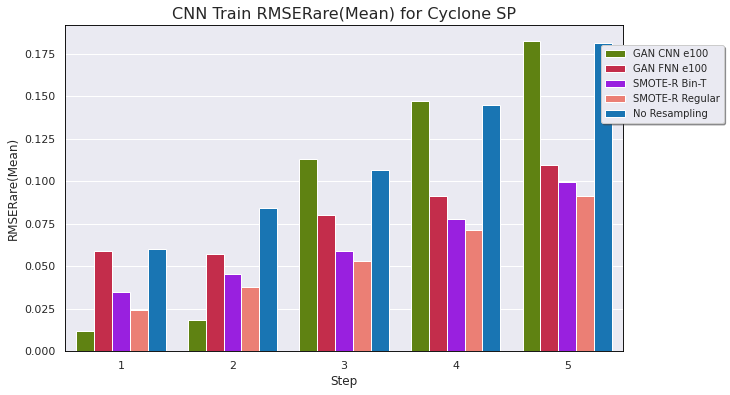 CNN Train RMSERare(Mean) for Cyclone SP
GAN CNN e100
GAN FNN e100
SMOTE-R Bin-T
SMOTE-R Regular
No Resampling
RMSERare(Mean)
0.175
0.150
0.125
0.100
0.075
0.050
0.025
0.000
1 2 3 4 5
Step